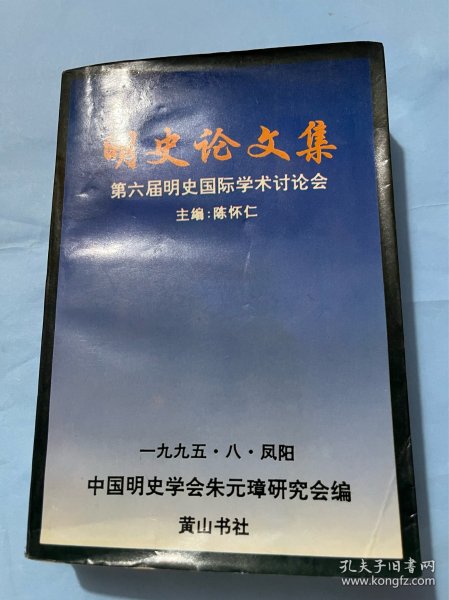 明史论文集
第六届明史国际学术讨论会
主编:陈怀仁
一九九五·八·凤阳
中国明史学会朱元璋研究会编
黄山书社
孔夫子旧书网
www.kongfz.com